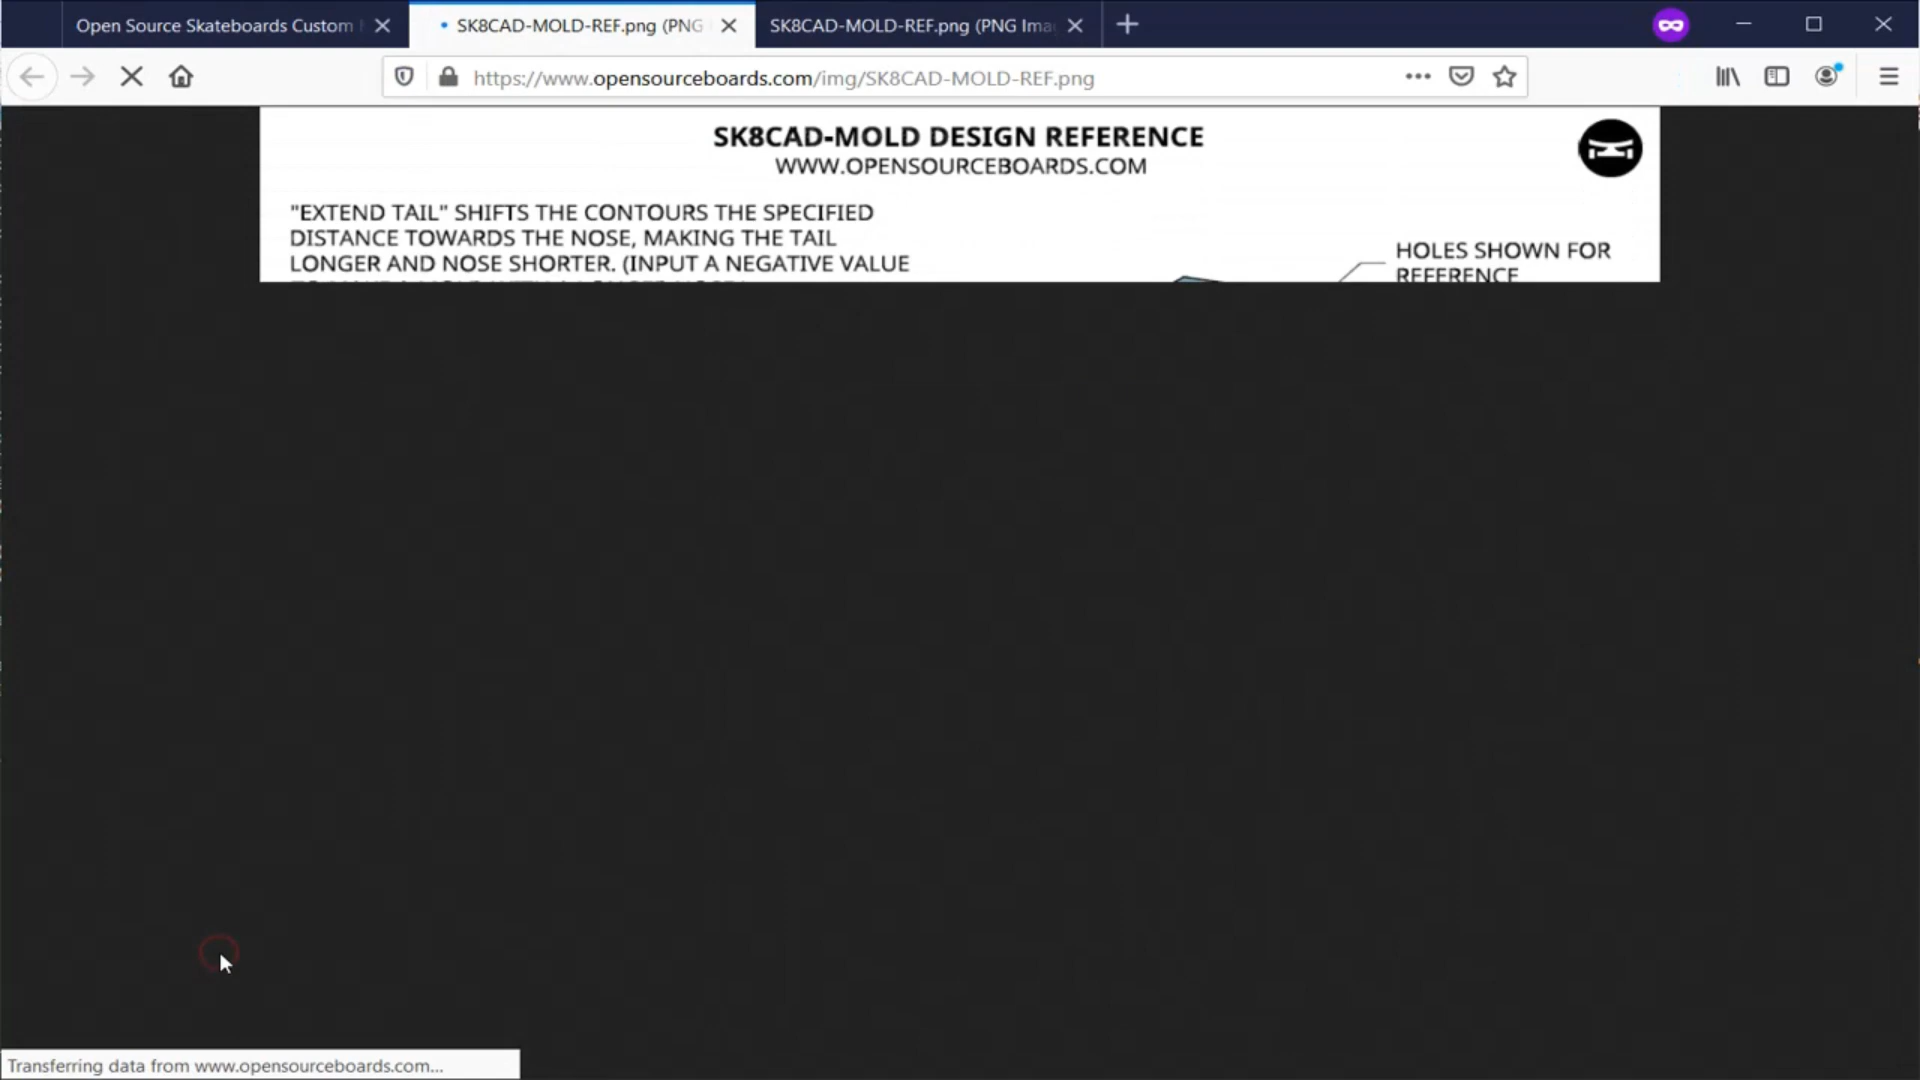 Open Source Skateboards Custom
SK8CAD-MOLD-REF.png (PNG
SK8CAD-MOLD-REF.png (PNG Ima
https://www.opensourceboards.com/img/SK8CAD-MOLD-REF.png
SK8CAD-MOLD DESIGN REFERENCE
WWW.OPENSOURCEBOARDS.COM
"EXTEND TAIL" SHIFTS THE CONTOURS THE SPECIFIED
DISTANCE TOWARDS THE NOSE, MAKING THE TAIL
LONGER AND NOSE SHORTER. (INPUT A NEGATIVE VALUE
HOLES SHOWN FOR
REFERENCE
Transferring data from www.opensourceboards.com...